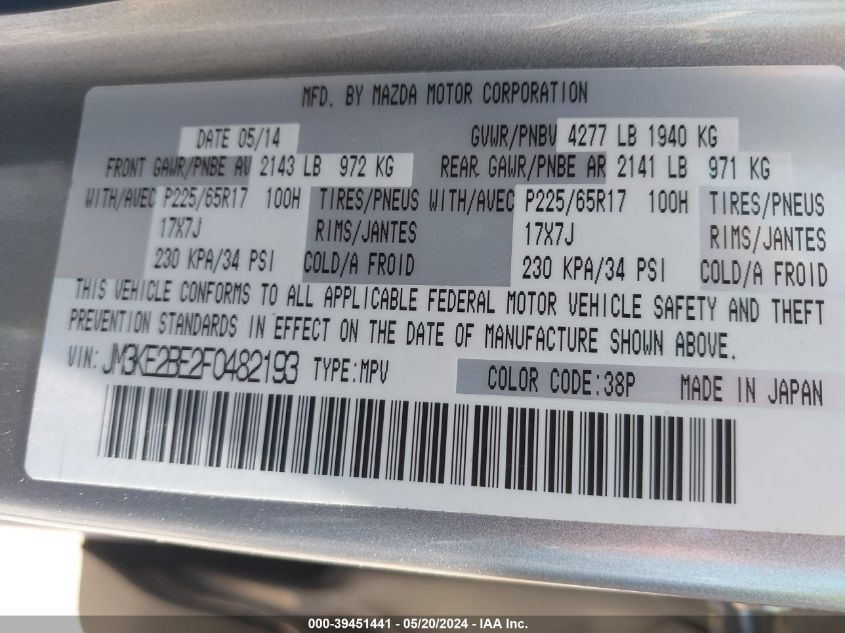 MFD. BY MAZDA MOTOR CORPORATION
DATE 05/14 GVWR/PNBV 4277 LB 1940 KG
FRONT GAWR/PNBE AV 2143 LB 972 KG REAR GAWR/PNBE AR 2141 LB 971 KG
WITH/AVEC P225/65R17 100H TIRES/PNEUS WITH/AVEC P225/65R17 100H TIRES/PNEUS
17X7J RIMS/JANTES 17X7J RIMS/JANTES
230 KPA/34 PSI COLD/A FROID 230 KPA/34 PSI COLD/A FROID
THIS VEHICLE CONFORMS TO ALL APPLICABLE FEDERAL MOTOR VEHICLE SAFETY AND THEFT
PREVENTION STANDARDS IN EFFECT ON THE DATE OF MANUFACTURE SHOWN ABOVE.
VIN: JM3KE2BE2F0482193 TYPE:MPV COLOR CODE:38P MADE IN JAPAN
000-39451441 - 05/20/2024 - IAA Inc.